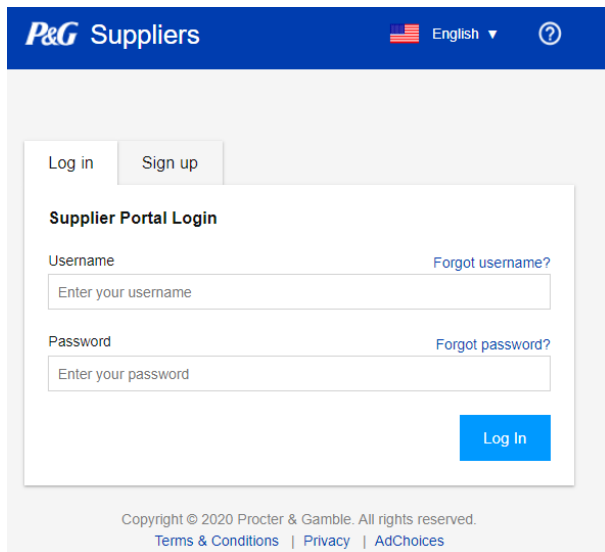 P&G Suppliers English ▼ ?
Log in Sign up
Supplier Portal Login
Username Forgot username?
Enter your username
Password Forgot password?
Enter your password
Log In
Copyright © 2020 Procter & Gamble. All rights reserved.
Terms & Conditions | Privacy | AdChoices